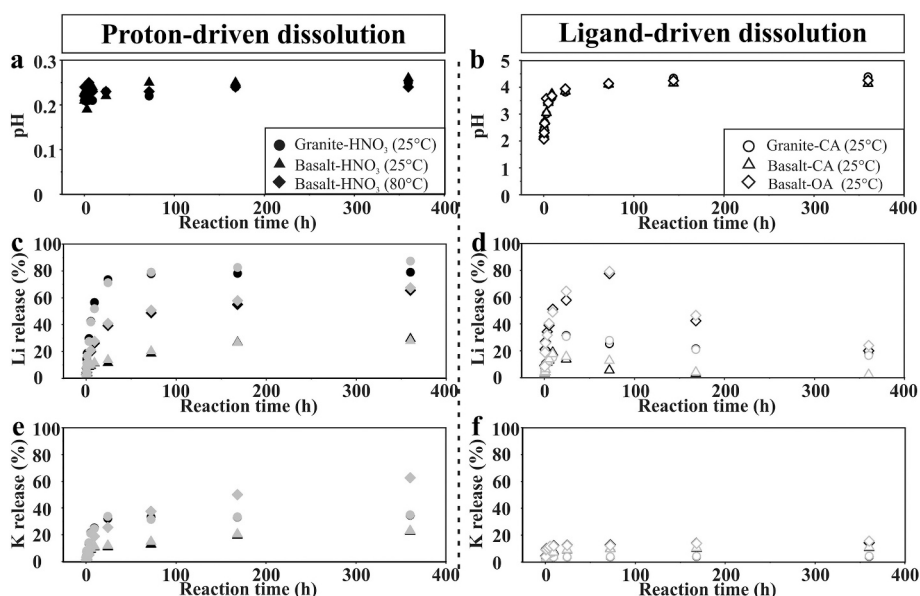 Proton-driven dissolution
Ligand-driven dissolution
a
0.3
0.2
0.1
0
pH
Granite-HNO₃ (25°C)
Basalt-HNO₃ (25°C)
Basalt-HNO₃ (80°C)
0 100 200 300 400
Reaction time (h)
b
5
4
3
2
1
0
pH
Granite-CA (25°C)
Basalt-CA (25°C)
Basalt-OA (25°C)
0 100 200 300 400
Reaction time (h)
c
100
80
60
40
20
0
Li release (%)
0 100 200 300 400
Reaction time (h)
d
100
80
60
40
20
0
Li release (%)
0 100 200 300 400
Reaction time (h)
e
100
80
60
40
20
0
K release (%)
0 100 200 300 400
Reaction time (h)
f
100
80
60
40
20
0
K release (%)
0 100 200 300 400
Reaction time (h)